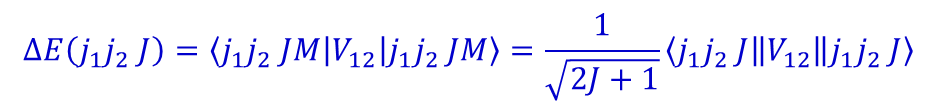 ΔE(j₁j₂ J) = ⟨j₁j₂ JM|V₁₂|j₁j₂ JM⟩ = 1/√(2J + 1) ⟨j₁j₂ J‖V₁₂‖j₁j₂ J⟩